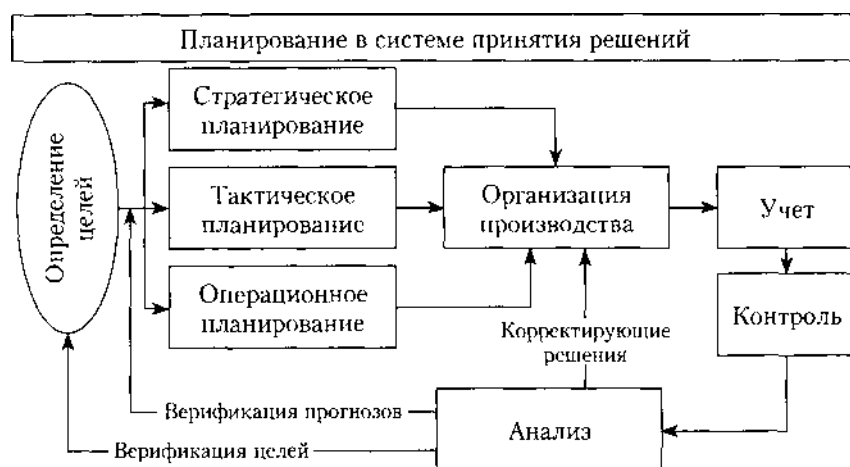 Планирование в системе принятия решений
Определение
целей
Стратегическое
планирование
Тактическое
планирование
Операционное
планирование
Организация
производства
Учет
Контроль
Корректирующие
решения
Анализ
Верификация прогнозов
Верификация целей